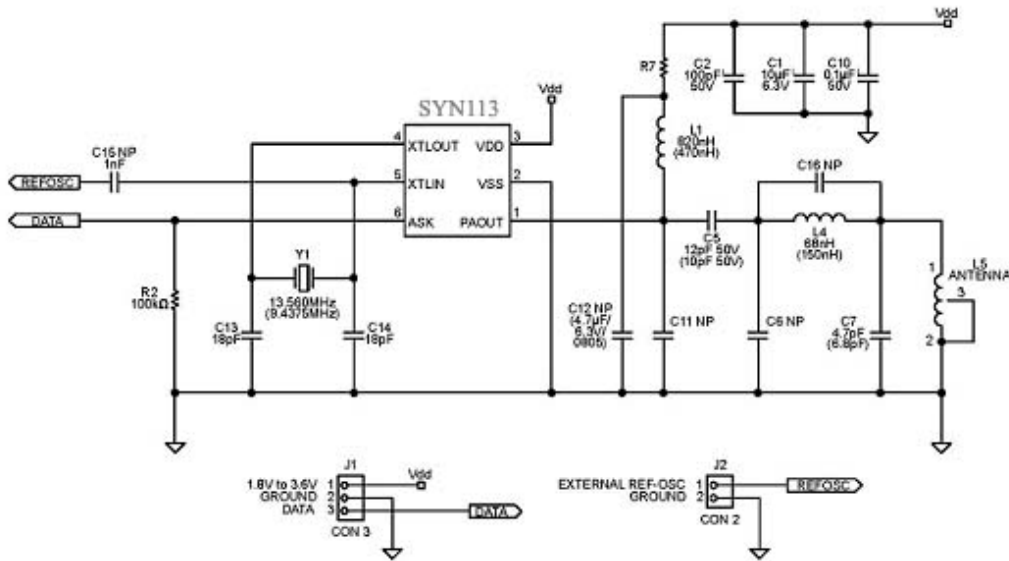 Vdd
R7
C2
100pF
50V
C1
10µF
6.3V
C10
0.1µF
50V
Vdd
SYN113
4
XTLOUT
VDD
3
L1
820nH
(470nH)
C15 NP
1nF
C16 NP
REFOSC
5
XTLIN
VSS
2
DATA
6
ASK
PAOUT
1
C5
12pF 50V
(10pF 50V)
L4
68nH
(150nH)
Y1
13.560MHz
(9.4375MHz)
L5
ANTENNA
1
3
2
R2
100kΩ
C13
18pF
C14
18pF
C12 NP
(4.7µF/
6.3V/
0805)
C11 NP
C6 NP
C7
4.7pF
(6.8pF)
J1
1.8V to 3.6V
1
Vdd
GROUND
2
DATA
3
DATA
CON 3
J2
EXTERNAL REF-OSC
1
REFOSC
GROUND
2
CON 2